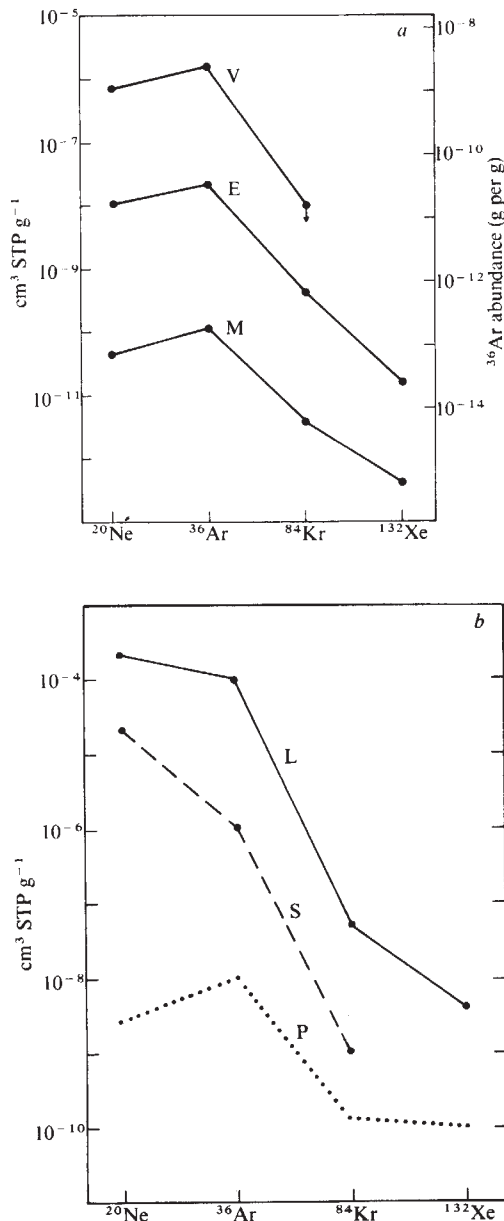 a
10⁻⁵
10⁻⁷
10⁻⁹
10⁻¹¹
cm³ STP g⁻¹
V
E
M
10⁻⁸
10⁻¹⁰
10⁻¹²
10⁻¹⁴
³⁶Ar abundance (g per g)
²⁰Ne ³⁶Ar ⁸⁴Kr ¹³²Xe
b
10⁻⁴
10⁻⁶
10⁻⁸
10⁻¹⁰
cm³ STP g⁻¹
L
S
P
²⁰Ne ³⁶Ar ⁸⁴Kr ¹³²Xe